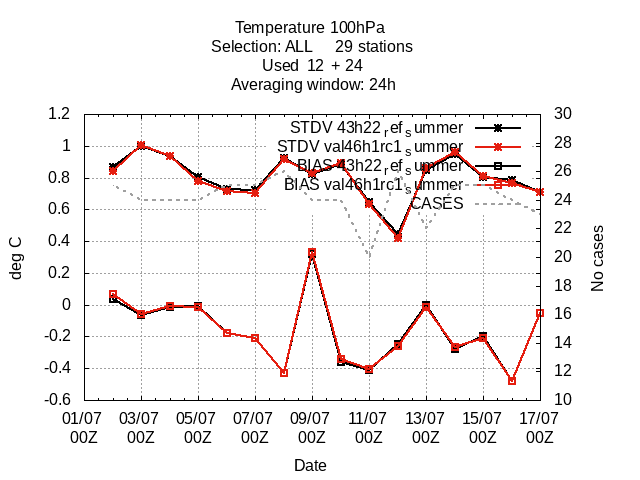 Temperature 100hPa
Selection: ALL 29 stations
Used 12 + 24
Averaging window: 24h
1.2
1
0.8
0.6
0.4
0.2
0
-0.2
-0.4
-0.6
deg C
30
28
26
24
22
20
18
16
14
12
10
No cases
STDV 43h22_ref_summer
STDV val46h1rc1_summer
BIAS 43h22_ref_summer
BIAS val46h1rc1_summer
CASES
01/07 03/07 05/07 07/07 09/07 11/07 13/07 15/07 17/07
00Z 00Z 00Z 00Z 00Z 00Z 00Z 00Z 00Z
Date